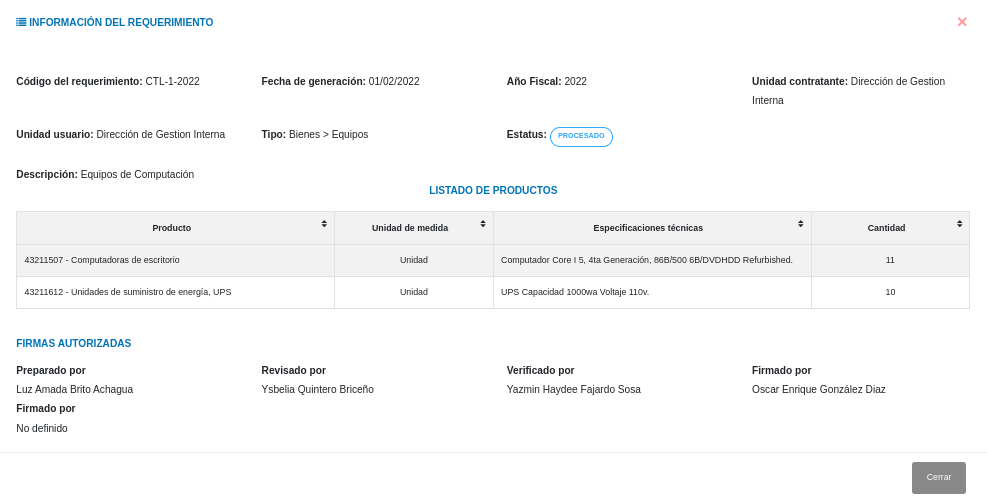 INFORMACIÓN DEL REQUERIMIENTO
Código del requerimiento: CTL-1-2022
Fecha de generación: 01/02/2022
Año Fiscal: 2022
Unidad contratante: Dirección de Gestion
Interna
Unidad usuario: Dirección de Gestion Interna
Tipo: Bienes > Equipos
Estatus: PROCESADO
Descripción: Equipos de Computación
LISTADO DE PRODUCTOS
Producto Unidad de medida Especificaciones técnicas Cantidad
43211507 - Computadoras de escritorio Unidad Computador Core I 5, 4ta Generación, 86B/500 6B/DVDHDD Refurbished. 11
43211612 - Unidades de suministro de energía, UPS Unidad UPS Capacidad 1000wa Voltaje 110v. 10
FIRMAS AUTORIZADAS
Preparado por
Luz Amada Brito Achagua
Revisado por
Ysbelia Quintero Briceño
Verificado por
Yazmin Haydee Fajardo Sosa
Firmado por
Oscar Enrique González Diaz
Firmado por
No definido
Cerrar